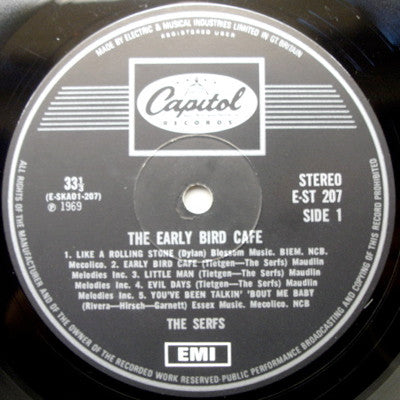 MADE BY ELECTRIC & MUSICAL INDUSTRIES LIMITED IN GT. BRITAIN
REGISTERED USER
Capitol
RECORDS
33⅓
(E-SKAO1-207)
℗ 1969
STEREO
E-ST 207
SIDE 1
THE EARLY BIRD CAFE
1. LIKE A ROLLING STONE (Dylan) Blossom Music. BIEM. NCB.
Mecolico. 2. EARLY BIRD CAFE (Tietgen—The Serfs) Maudlin
Melodies Inc. 3. LITTLE MAN (Tietgen—The Serfs) Maudlin
Melodies Inc. 4. EVIL DAYS (Tietgen—The Serfs) Maudlin
Melodies Inc. 5. YOU'VE BEEN TALKIN' 'BOUT ME BABY
(Rivera—Hirsch—Garnett) Essex Music. Mecolico. NCB
THE SERFS
EMI
ALL RIGHTS OF THE MANUFACTURER AND OF THE OWNER OF THE RECORDED WORK RESERVED·PUBLIC PERFORMANCE BROADCASTING AND COPYING OF THIS RECORD PROHIBITED